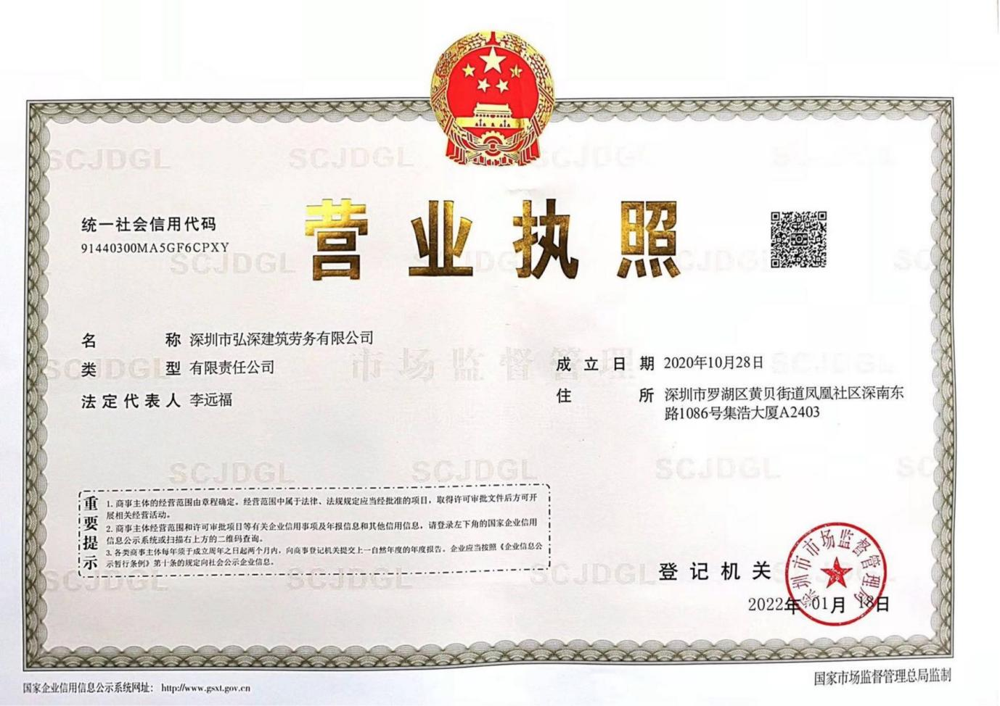 营业执照
统一社会信用代码
91440300MA5GF6CPXY
名称 深圳市弘深建筑劳务有限公司
类型 有限责任公司
法定代表人 李远福
成立日期 2020年10月28日
住所 深圳市罗湖区黄贝街道凤凰社区深南东
路1086号集浩大厦A2403
重要提示
1. 商事主体的经营范围由章程确定。经营范围中属于法律、法规规定应当经批准的项目，取得许可审批文件后方可开
展相关经营活动。
2. 商事主体经营范围和许可审批项目等有关企业信用事项及年报信息和其他信用信息，请登录左下角的国家企业信用
信息公示系统或扫描右上方的二维码查询。
3. 各类商事主体每年须于成立周年之日起两个月内，向商事登记机关提交上一自然年度的年度报告。企业应当按照《企业信息公
示暂行条例》第十条的规定向社会公示企业信息。
登记机关
深圳市市场监督管理局
2022年01月18日
国家企业信用信息公示系统网址： http://www.gsxt.gov.cn
国家市场监督管理总局监制
SCJDGL
市场监督管理